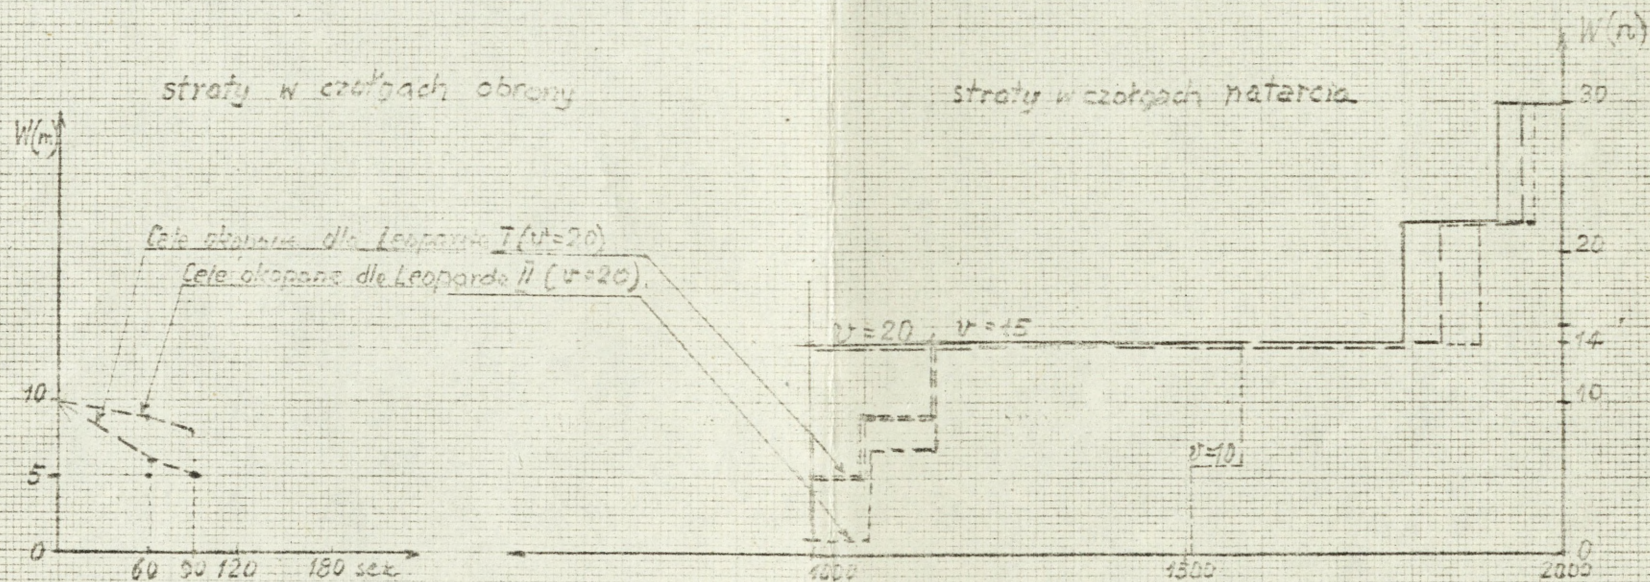 straty w czołgach obrony
straty w czołgach natarcia
W(m)
W(n)
30
20
14
10
0
Cele okopane dla Leoparda I (v=20)
Cele okopane dla Leoparda II (v=20).
v=20 v=15
v=10
10
5
0
60 90 120 180 sek.
1000 1500 2000